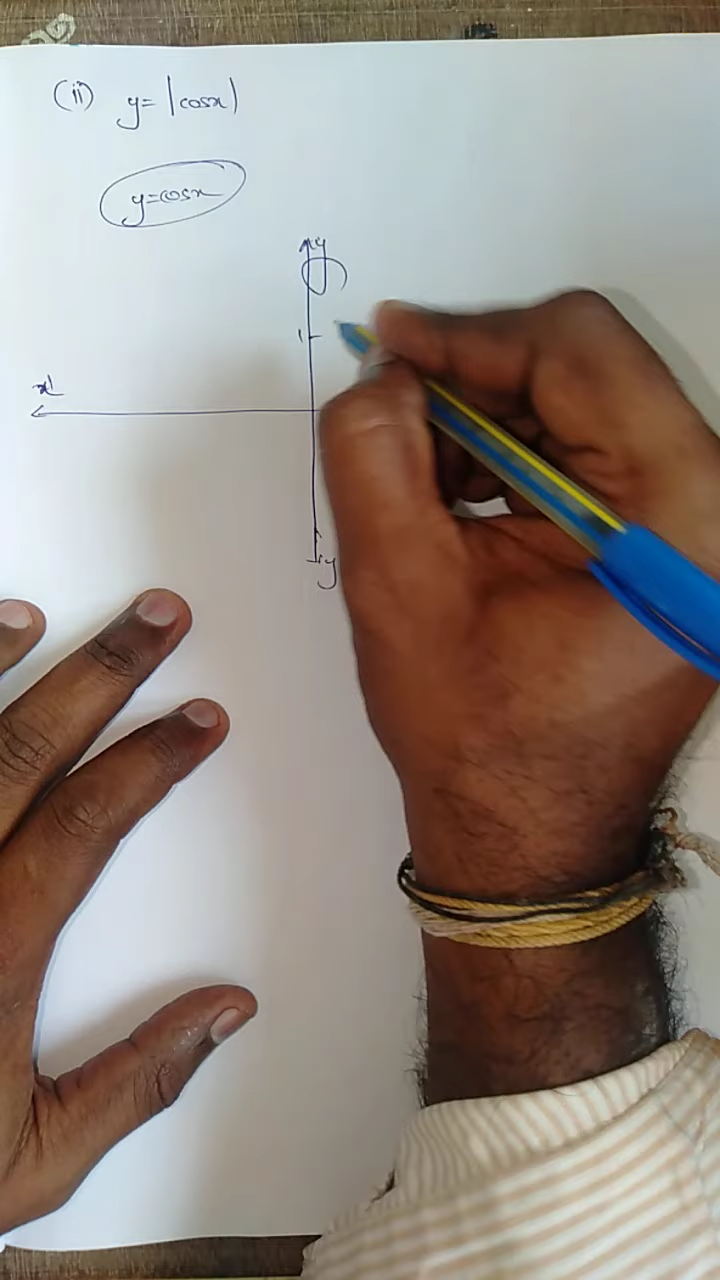 (ii) y = |cosx|
y=cosx
y
1
x'
y